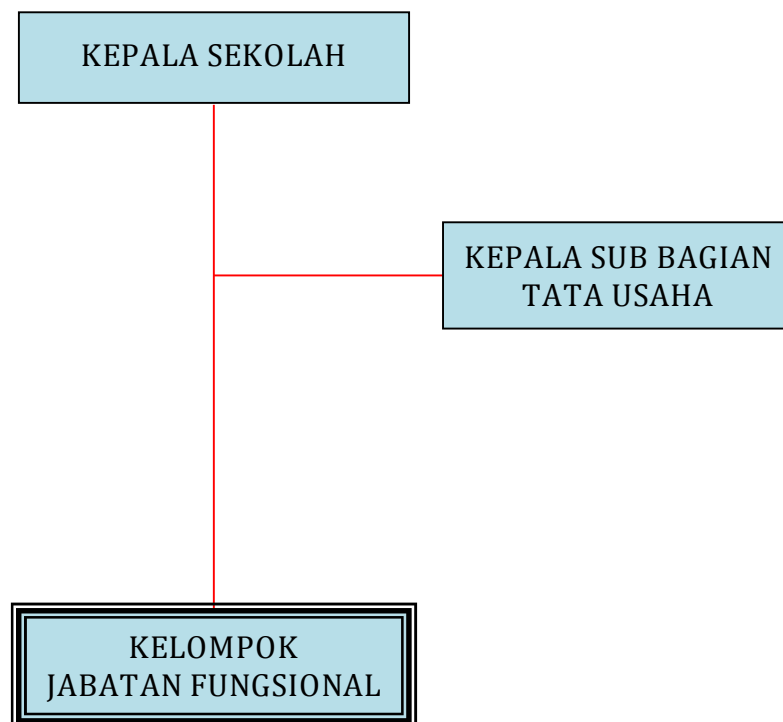 KEPALA SEKOLAH
KEPALA SUB BAGIAN
TATA USAHA
KELOMPOK
JABATAN FUNGSIONAL